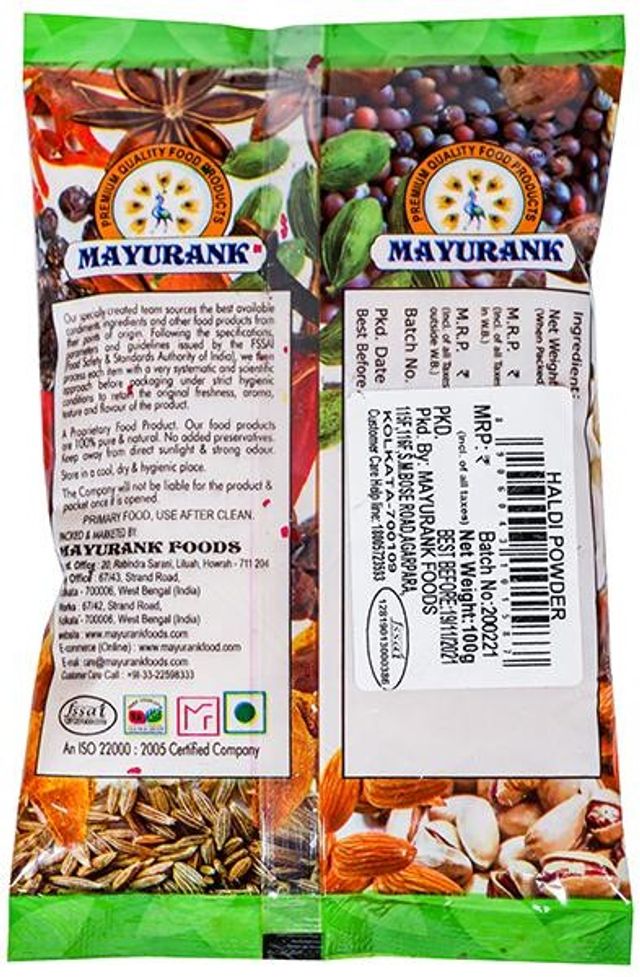 PREMIUM QUALITY FOOD PRODUCTS
MAYURANK
Our specially created team sources the best available
condiments, ingredients and other food products from
their point of origin. Following the specifications,
parameters and guidelines issued by the FSSAI
(Food Safety & Standards Authority of India), we then
process each item with a very systematic and scientific
approach before packaging under strict hygienic
conditions to retain the original freshness, aroma,
texture and flavour of the product.
A Proprietary Food Product. Our food products
are 100% pure & natural. No added preservatives.
Keep away from direct sunlight & strong odour.
Store in a cool, dry & hygienic place.
The Company will not be liable for the product &
packet once it is opened.
PRIMARY FOOD, USE AFTER CLEAN.
PACKED & MARKETED BY:
MAYURANK FOODS
Office : 20, Rabindra Sarani, Liluah, Howrah - 711 204
Office : 67/43, Strand Road,
Kolkata - 700006, West Bengal (India)
Works : 67/42, Strand Road,
Kolkata - 700006, West Bengal (India)
Website : www.mayurankfoods.com
E-commerce (Online) : www.mayurankfood.com
E-mail : care@mayurankfoods.com
Customer Care Call : +91-33-22598333
fssai
MF
An ISO 22000 : 2005 Certified Company
PREMIUM QUALITY FOOD PRODUCTS
MAYURANK
Ingredients:
Net Weight
(When Packed
M.R.P. ₹
(Incl. of all Taxes
in W.B.)
M.R.P. ₹
(Incl. of all Taxes
outside W.B.)
Batch No.
Pkd. Date
Best Before
HALDI POWDER
8 906043 101587
Batch No:200221
MRP: ₹
(incl. of all taxes) Net Weight:100g
PKD. BEST BEFORE:19/11/2021
Pkd By: MAYURANK FOODS
115F,116F S.M.BOSE ROAD,AGARPARA,
KOLKATA-700109
Customer Care Help line: 18005723593
fssai
12819013000386